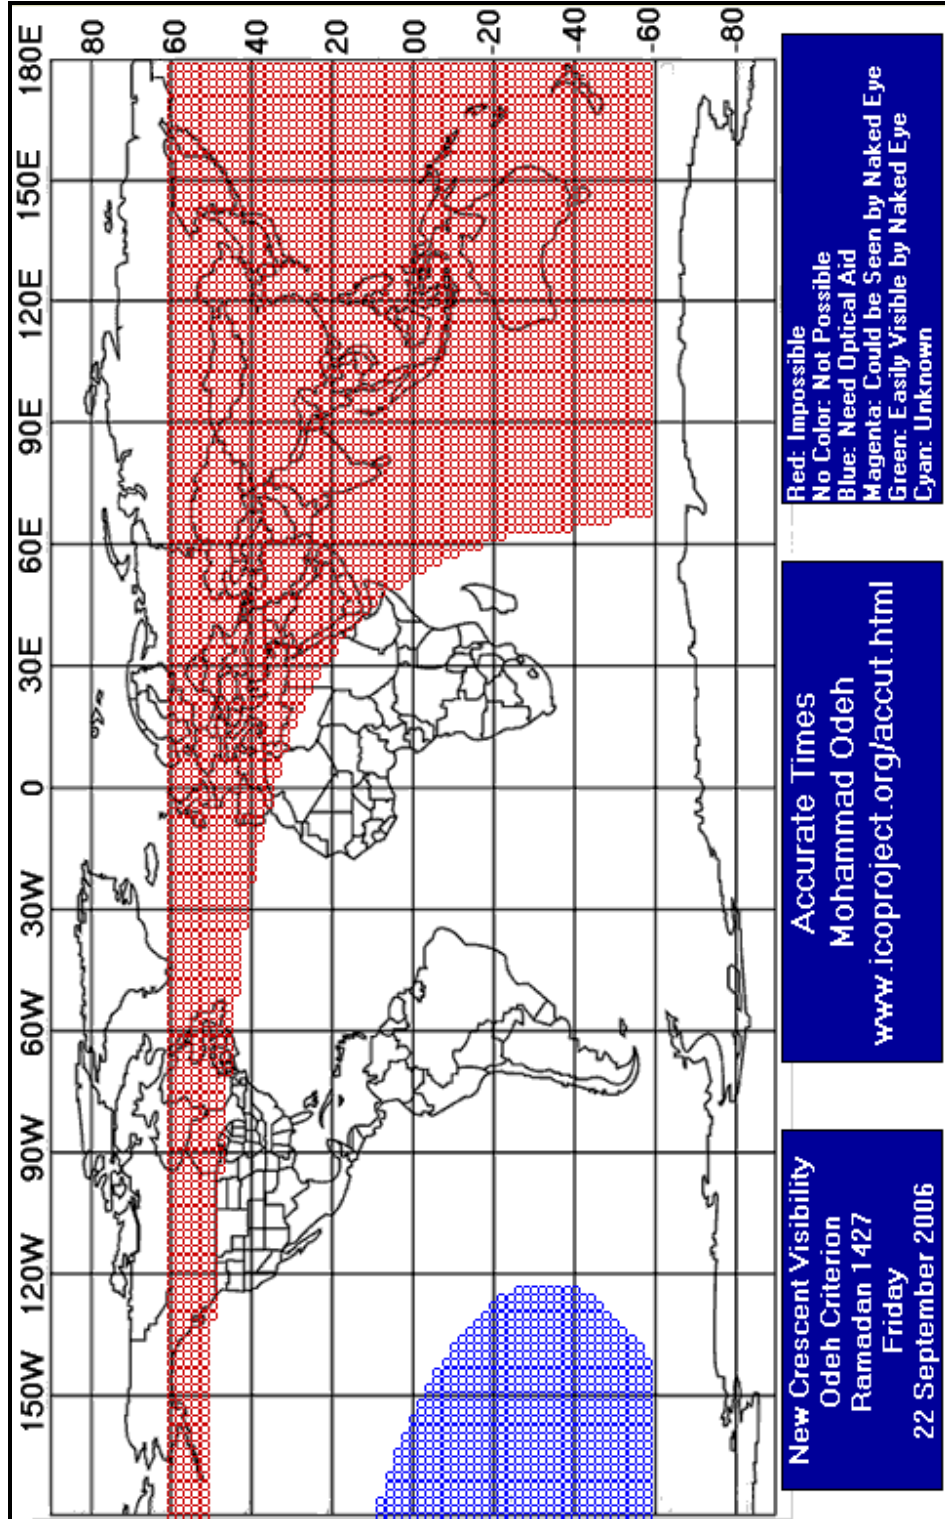 180E
150E
120E
90E
60E
30E
0
30W
60W
90W
120W
150W
80
60
40
20
00
-20
-40
-60
-80
New Crescent Visibility
Odeh Criterion
Ramadan 1427
Friday
22 September 2006
Accurate Times
Mohammad Odeh
www.icoproject.org/accut.html
Red: Impossible
No Color: Not Possible
Blue: Need Optical Aid
Magenta: Could be Seen by Naked Eye
Green: Easily Visible by Naked Eye
Cyan: Unknown